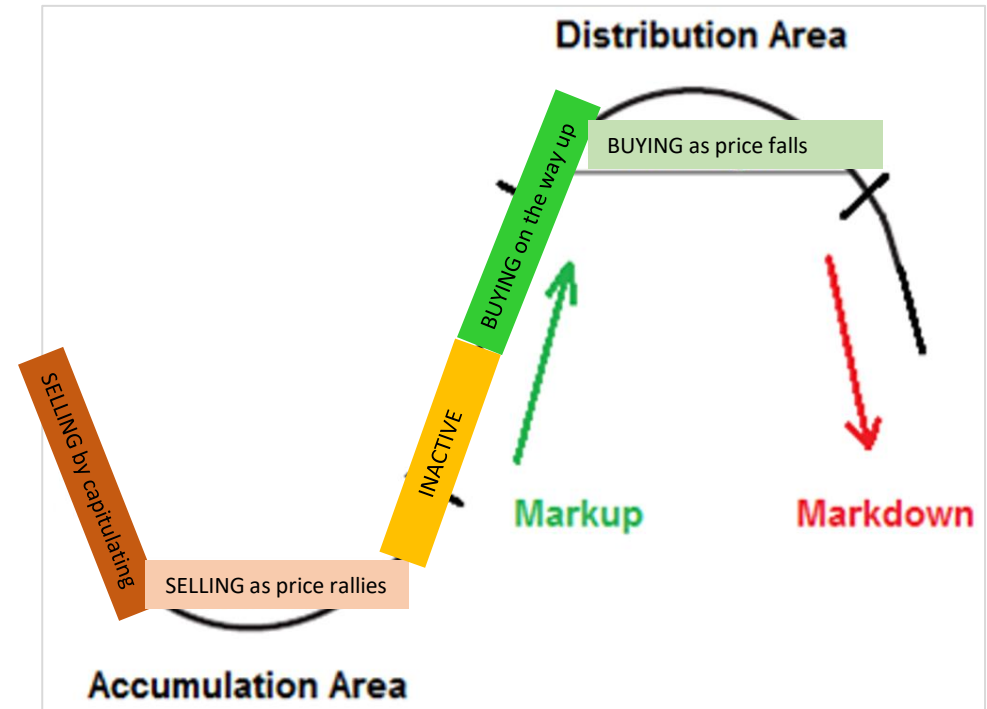 Distribution Area
BUYING on the way up
BUYING as price falls
SELLING by capitulating
INACTIVE
Markup
Markdown
SELLING as price rallies
Accumulation Area